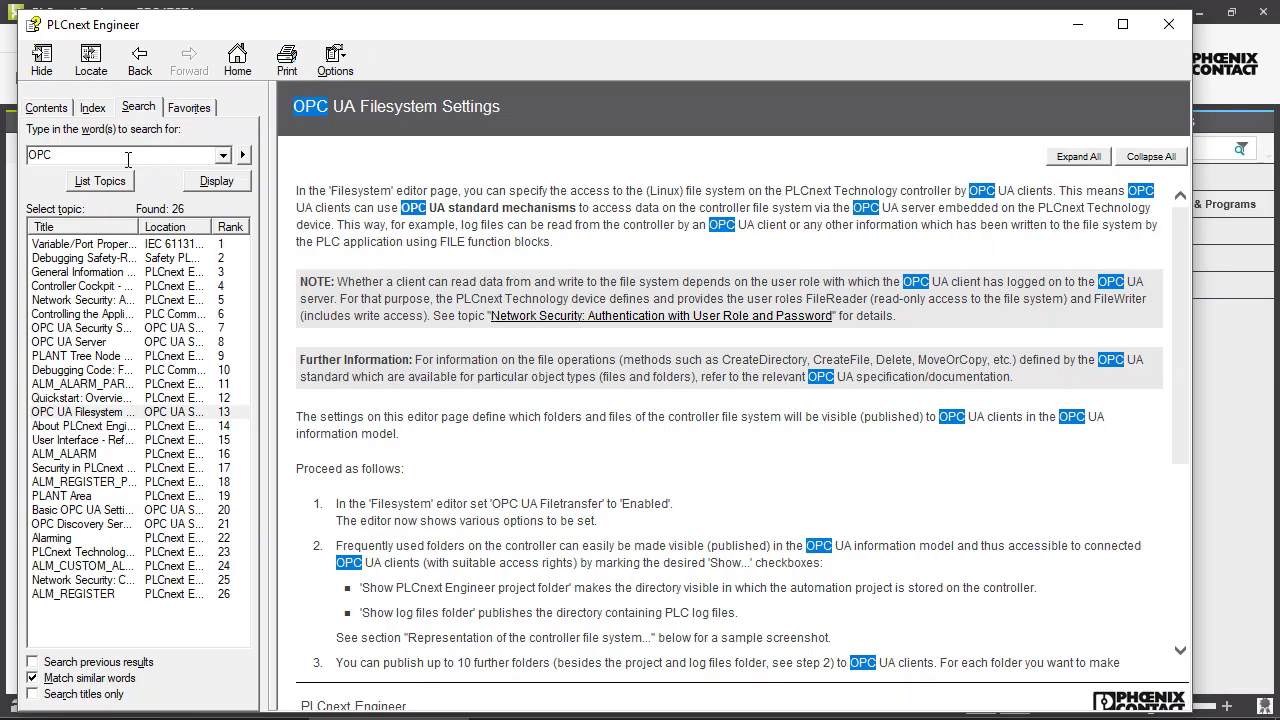 PLCnext Engineer
Hide
Locate
Back
Forward
Home
Print
Options
PHŒNIX
CONTACT
Contents
Index
Search
Favorites
Type in the word(s) to search for:
OPC
List Topics
Display
Select topic:
Found: 26
Title Location Rank
Variable/Port Proper... IEC 61131... 1
Debugging Safety-R... Safety PL... 2
General Information ... PLCnext E... 3
Controller Cockpit - ... PLCnext E... 4
Network Security: A... PLCnext E... 5
Controlling the Appli... PLC Comm... 6
OPC UA Security S... OPC UA S... 7
OPC UA Server OPC UA S... 8
PLANT Tree Node ... PLCnext E... 9
Debugging Code: F... PLC Comm... 10
ALM_ALARM_PAR... PLCnext E... 11
Quickstart: Overvie... PLCnext E... 12
OPC UA Filesystem ... OPC UA S... 13
About PLCnext Engi... PLCnext E... 14
User Interface - Ref... PLCnext E... 15
ALM_ALARM PLCnext E... 16
Security in PLCnext ... PLCnext E... 17
ALM_REGISTER_P... PLCnext E... 18
PLANT Area PLCnext E... 19
Basic OPC UA Setti... OPC UA S... 20
OPC Discovery Ser... OPC UA S... 21
Alarming PLCnext E... 22
PLCnext Technolog... PLCnext E... 23
ALM_CUSTOM_AL... PLCnext E... 24
Network Security: C... PLCnext E... 25
ALM_REGISTER PLCnext E... 26
Search previous results
Match similar words
Search titles only
OPC UA Filesystem Settings
Expand All
Collapse All
In the 'Filesystem' editor page, you can specify the access to the (Linux) file system on the PLCnext Technology controller by OPC UA clients. This means OPC
UA clients can use OPC UA standard mechanisms to access data on the controller file system via the OPC UA server embedded on the PLCnext Technology
device. This way, for example, log files can be read from the controller by an OPC UA client or any other information which has been written to the file system by
the PLC application using FILE function blocks.
NOTE: Whether a client can read data from and write to the file system depends on the user role with which the OPC UA client has logged on to the OPC UA
server. For that purpose, the PLCnext Technology device defines and provides the user roles FileReader (read-only access to the file system) and FileWriter
(includes write access). See topic "Network Security: Authentication with User Role and Password" for details.
Further Information: For information on the file operations (methods such as CreateDirectory, CreateFile, Delete, MoveOrCopy, etc.) defined by the OPC UA
standard which are available for particular object types (files and folders), refer to the relevant OPC UA specification/documentation.
The settings on this editor page define which folders and files of the controller file system will be visible (published) to OPC UA clients in the OPC UA
information model.
Proceed as follows:
1. In the 'Filesystem' editor set 'OPC UA Filetransfer' to 'Enabled'.
The editor now shows various options to be set.
2. Frequently used folders on the controller can easily be made visible (published) in the OPC UA information model and thus accessible to connected
OPC UA clients (with suitable access rights) by marking the desired 'Show...' checkboxes:
■ 'Show PLCnext Engineer project folder' makes the directory visible in which the automation project is stored on the controller.
■ 'Show log files folder' publishes the directory containing PLC log files.
See section "Representation of the controller file system..." below for a sample screenshot.
3. You can publish up to 10 further folders (besides the project and log files folder, see step 2) to OPC UA clients. For each folder you want to make
PLCnext Engineer
PHŒNIX
& Programs